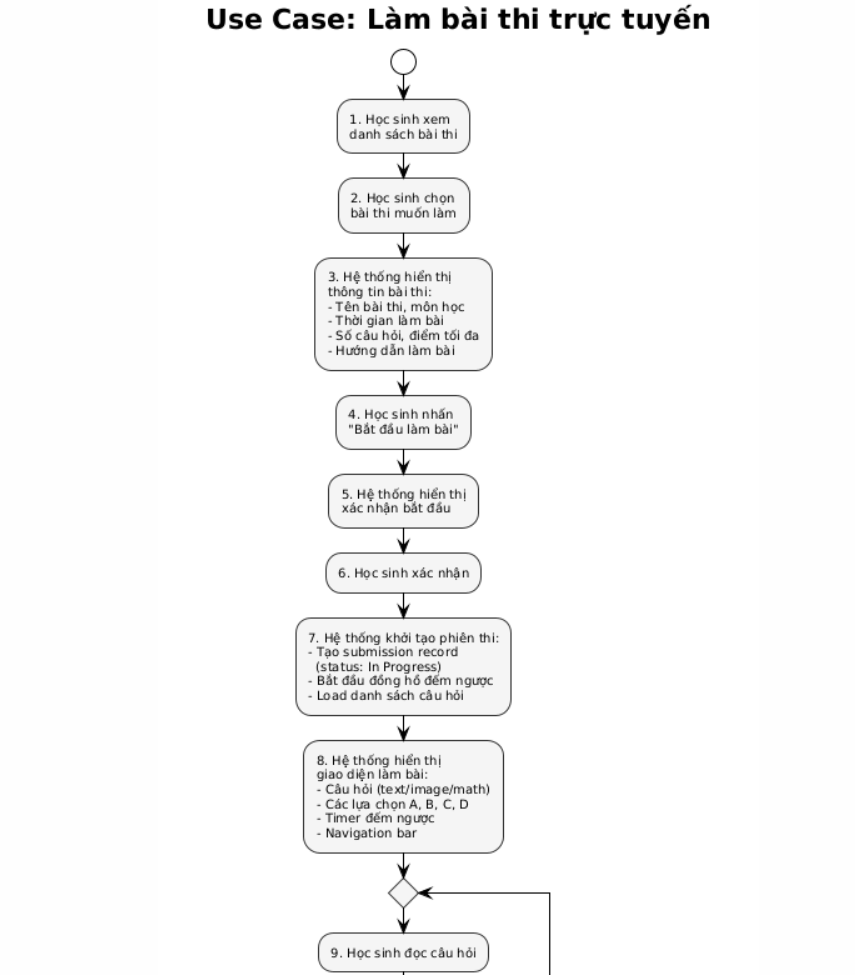 Use Case: Làm bài thi trực tuyến
1. Học sinh xem
danh sách bài thi
2. Học sinh chọn
bài thi muốn làm
3. Hệ thống hiển thị
thông tin bài thi:
- Tên bài thi, môn học
- Thời gian làm bài
- Số câu hỏi, điểm tối đa
- Hướng dẫn làm bài
4. Học sinh nhấn
"Bắt đầu làm bài"
5. Hệ thống hiển thị
xác nhận bắt đầu
6. Học sinh xác nhận
7. Hệ thống khởi tạo phiên thi:
- Tạo submission record
(status: In Progress)
- Bắt đầu đồng hồ đếm ngược
- Load danh sách câu hỏi
8. Hệ thống hiển thị
giao diện làm bài:
- Câu hỏi (text/image/math)
- Các lựa chọn A, B, C, D
- Timer đếm ngược
- Navigation bar
9. Học sinh đọc câu hỏi